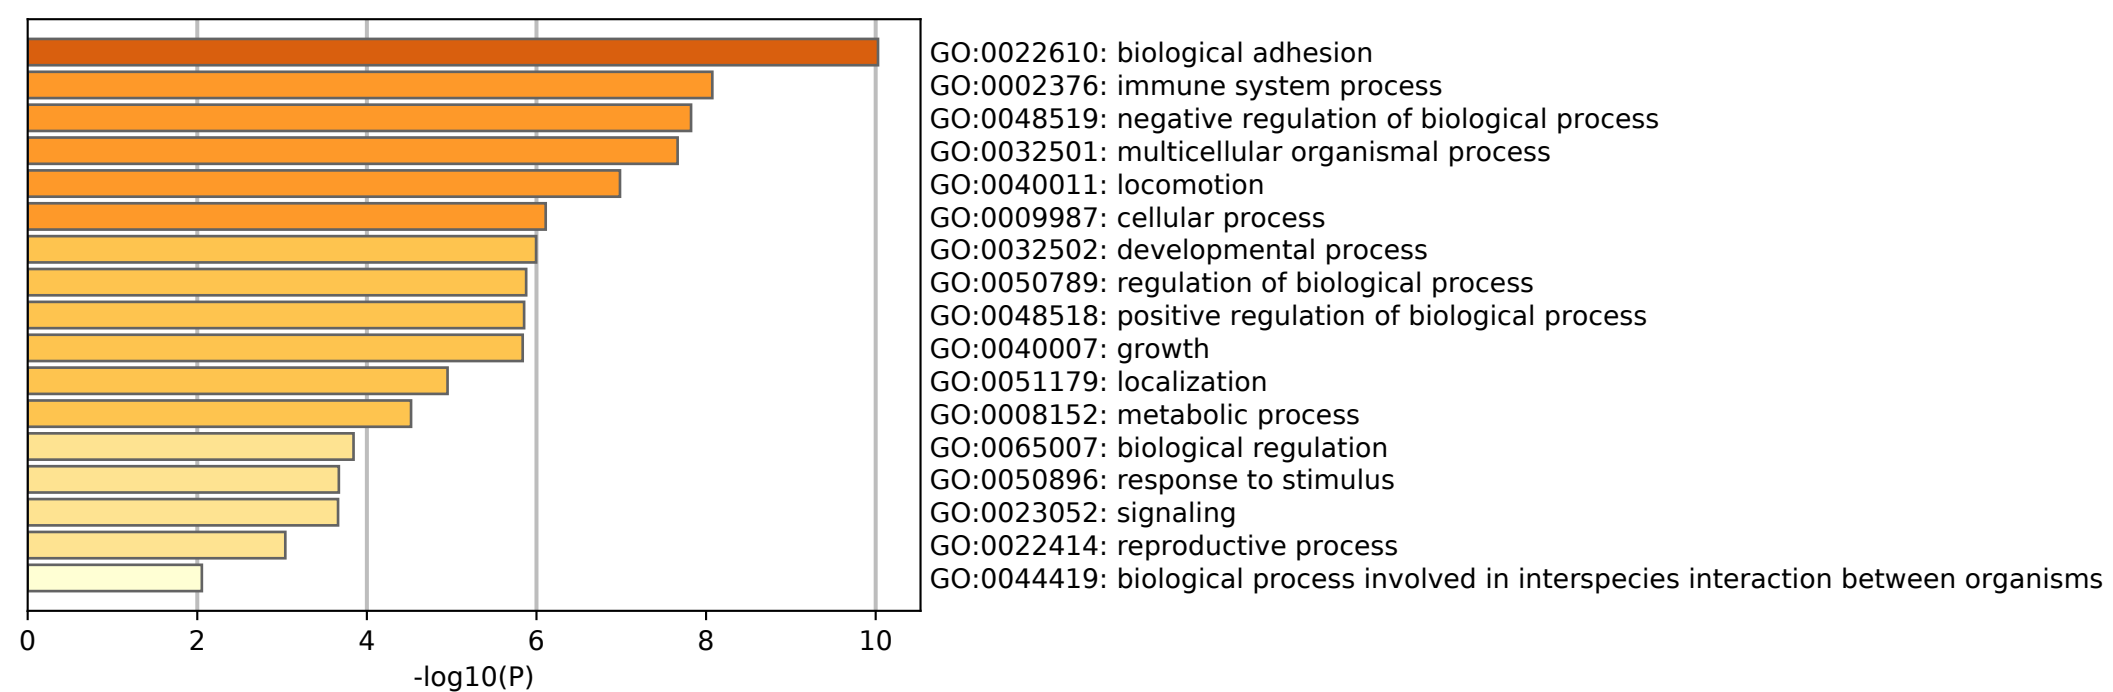 GO:0022610: biological adhesion
GO:0002376: immune system process
GO:0048519: negative regulation of biological process
GO:0032501: multicellular organismal process
GO:0040011: locomotion
GO:0009987: cellular process
GO:0032502: developmental process
GO:0050789: regulation of biological process
GO:0048518: positive regulation of biological process
GO:0040007: growth
GO:0051179: localization
GO:0008152: metabolic process
GO:0065007: biological regulation
GO:0050896: response to stimulus
GO:0023052: signaling
GO:0022414: reproductive process
GO:0044419: biological process involved in interspecies interaction between organisms
0 2 4 6 8 10
-log10(P)